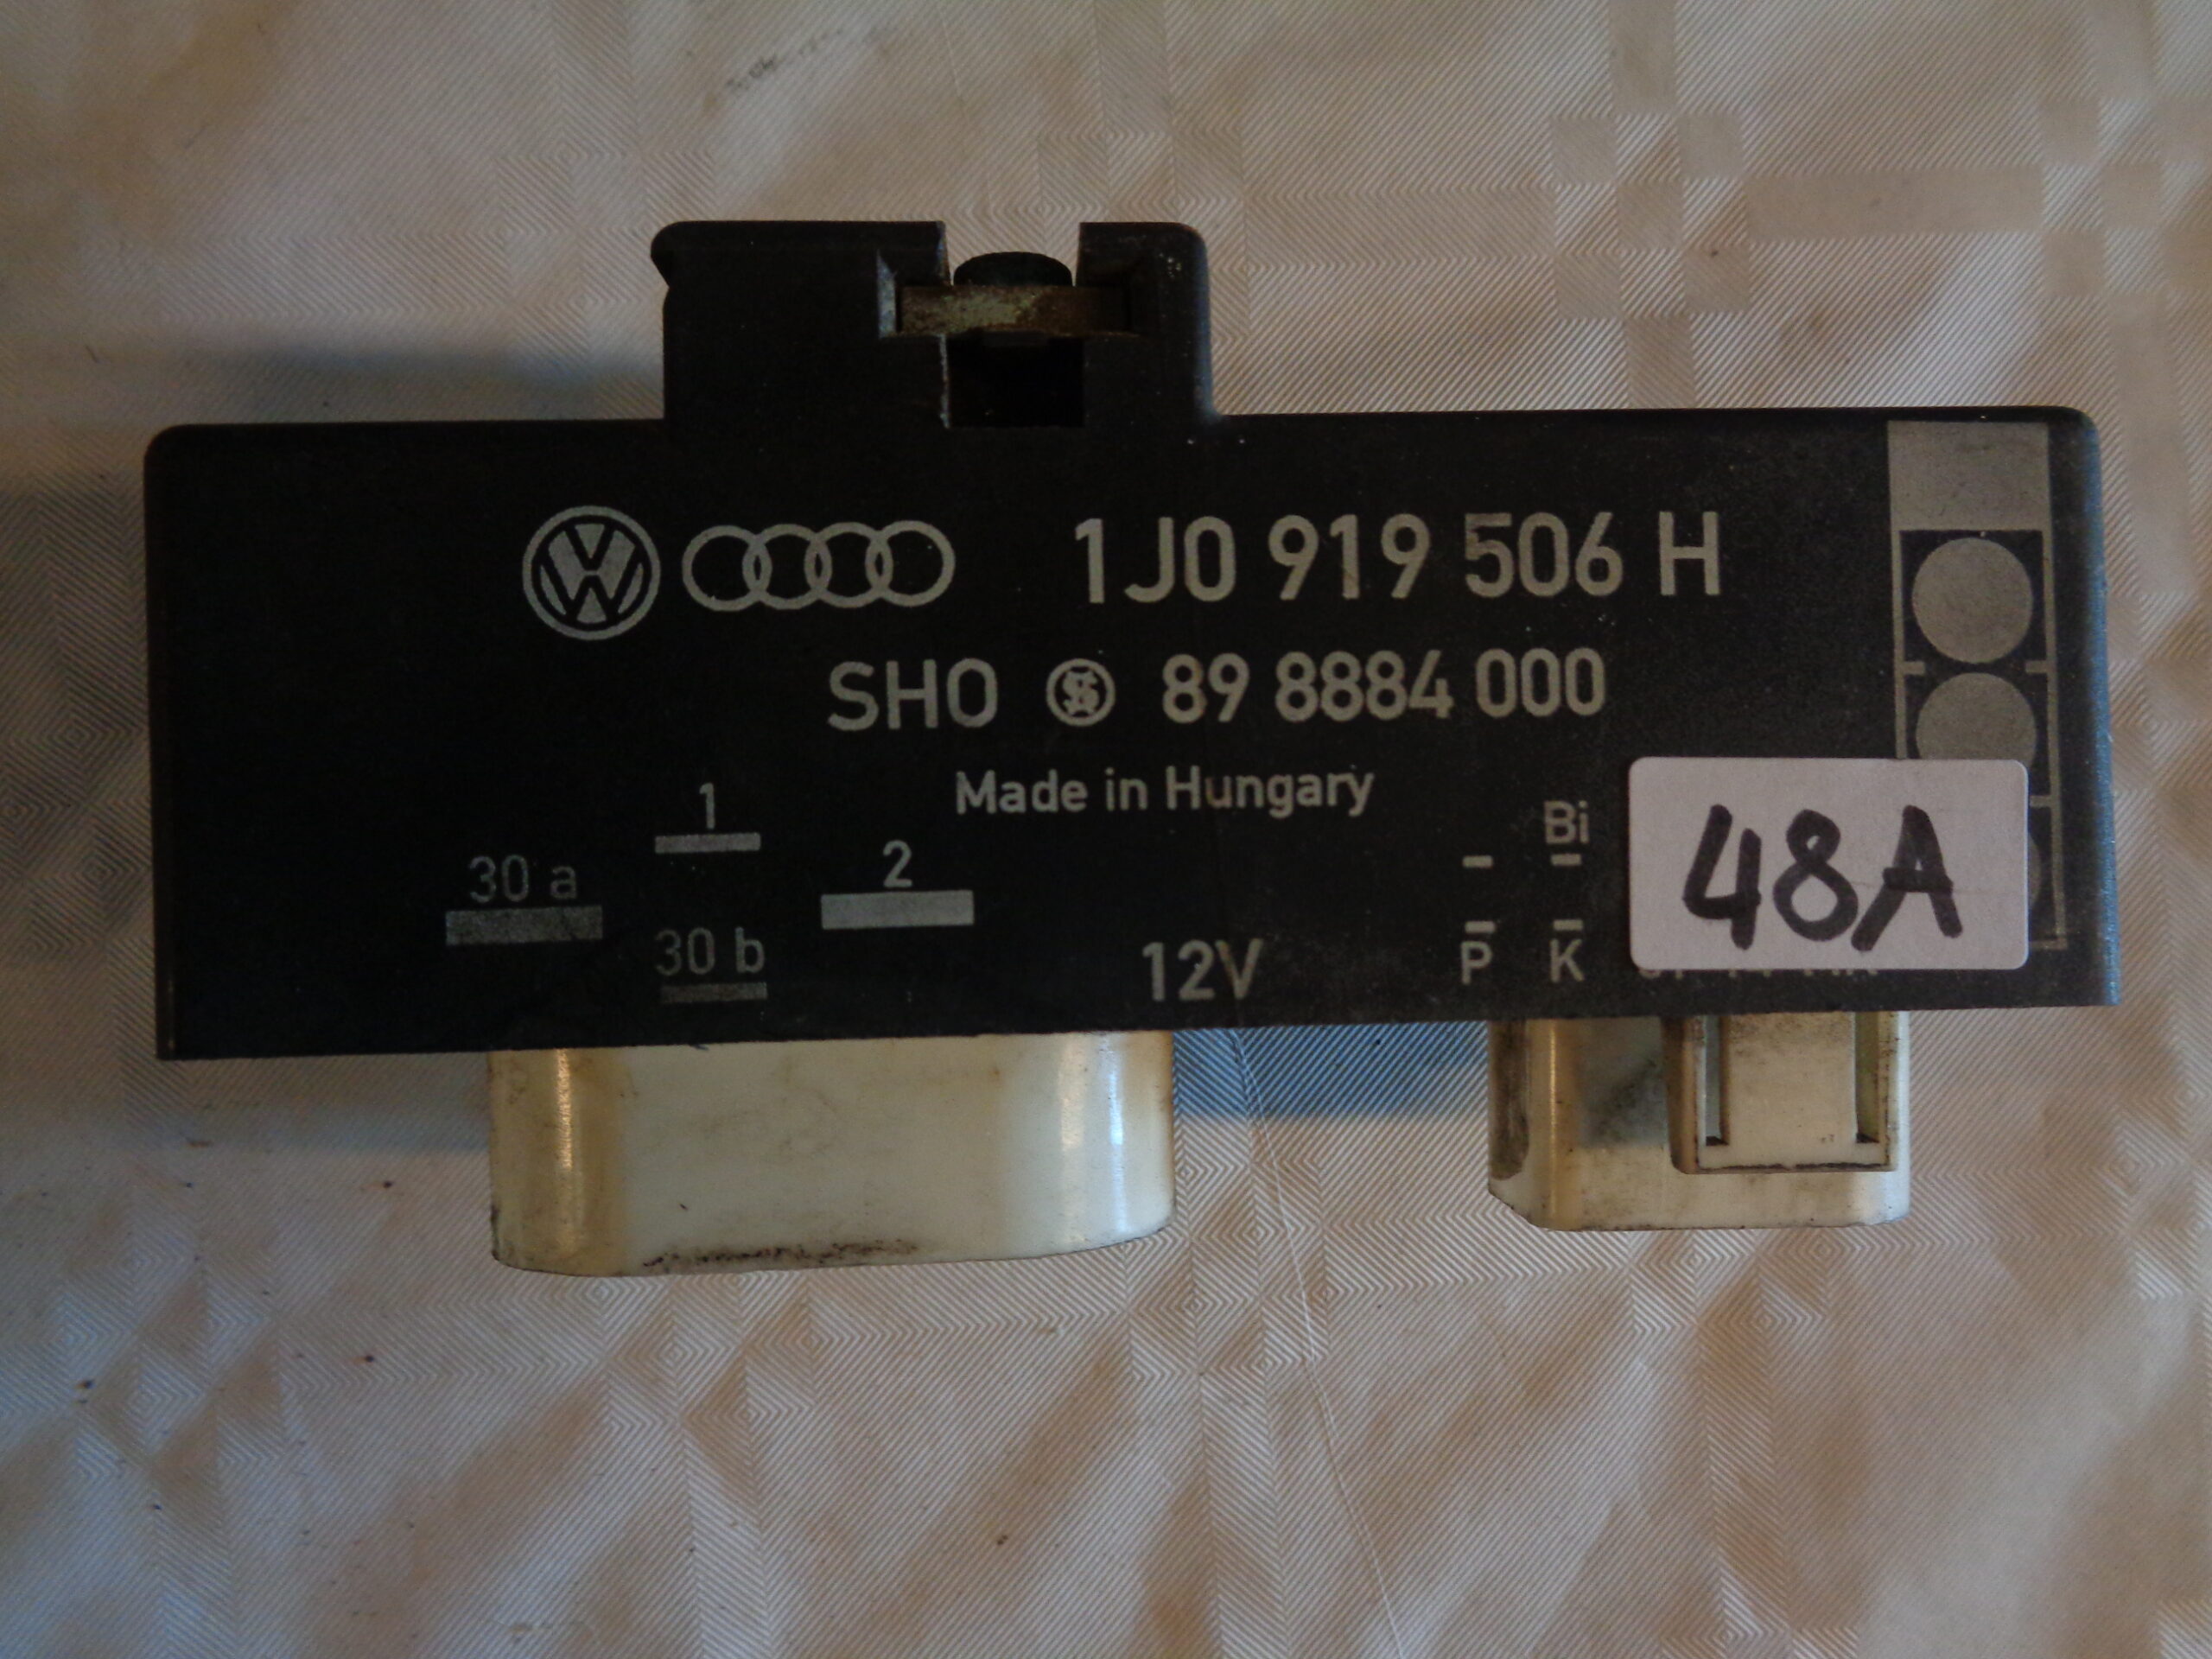 1J0 919 506 H
SHO 89 8884 000
Made in Hungary
1
30 a
2
30 b
12V
Bi
P K
48A